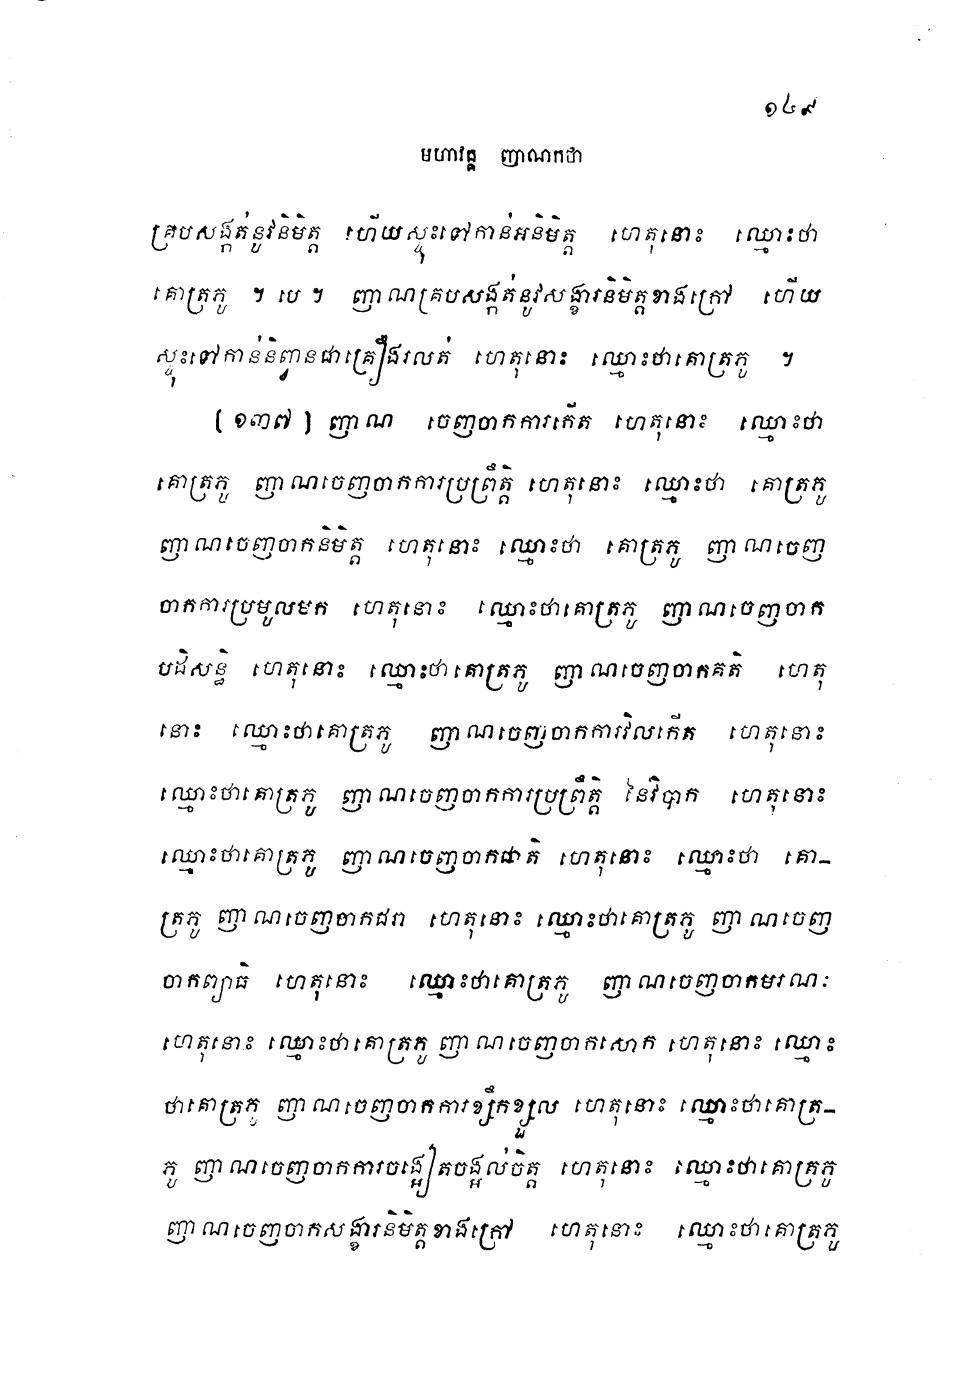 ១៤៩
មហាវគ្គ ញាណកថា
គ្របសង្កត់នូវនិមិត្ត ហើយស្ទុះទៅកាន់អនិមិត្ត ហេតុនោះ ឈ្មោះថា
គោត្រភូ ។ បេ ។ ញាណគ្របសង្កត់នូវសង្ខារនិមិត្តខាងក្រៅ ហើយ
ស្ទុះទៅកាន់និព្វានជាគ្រឿងរលត់ ហេតុនោះ ឈ្មោះថាគោត្រភូ ។
[១៣៧] ញាណ ចេញចាកការកើត ហេតុនោះ ឈ្មោះថា
គោត្រភូ ញាណចេញចាកការប្រព្រឹត្តិ ហេតុនោះ ឈ្មោះថា គោត្រភូ
ញាណចេញចាកនិមិត្ត ហេតុនោះ ឈ្មោះថា គោត្រភូ ញាណចេញ
ចាកការប្រមូលមក ហេតុនោះ ឈ្មោះថាគោត្រភូ ញាណចេញចាក
បដិសន្ធិ ហេតុនោះ ឈ្មោះថាគោត្រភូ ញាណចេញចាកគតិ ហេតុ
នោះ ឈ្មោះថាគោត្រភូ ញាណចេញចាកការវិលកើត ហេតុនោះ
ឈ្មោះថាគោត្រភូ ញាណចេញចាកការប្រព្រឹត្តិ នៃវិបាក ហេតុនោះ
ឈ្មោះថាគោត្រភូ ញាណចេញចាកជាតិ ហេតុនោះ ឈ្មោះថា គោ-
ត្រភូ ញាណចេញចាកជរា ហេតុនោះ ឈ្មោះថាគោត្រភូ ញាណចេញ
ចាកព្យាធិ ហេតុនោះ ឈ្មោះថាគោត្រភូ ញាណចេញចាកមរណៈ
ហេតុនោះ ឈ្មោះថាគោត្រភូ ញាណចេញចាកសោក ហេតុនោះ ឈ្មោះ
ថាគោត្រភូ ញាណចេញចាកការខ្សឹកខ្សួល ហេតុនោះ ឈ្មោះថាគោត្រ-
ភូ ញាណចេញចាកការចង្អៀតចង្អល់ចិត្ត ហេតុនោះ ឈ្មោះថាគោត្រភូ
ញាណចេញចាកសង្ខារនិមិត្តខាងក្រៅ ហេតុនោះ ឈ្មោះថាគោត្រភូ